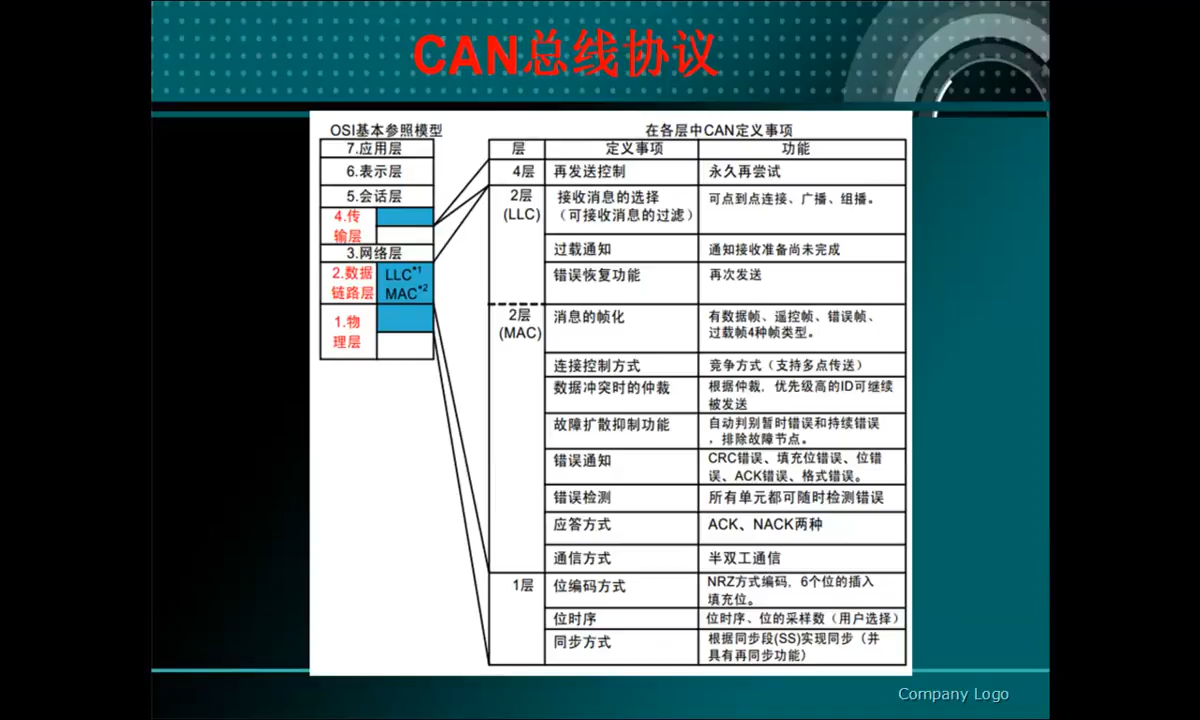 CAN总线协议
OSI基本参照模型
7.应用层
6.表示层
5.会话层
4.传
输层
3.网络层
2.数据
链路层
LLC*1
MAC*2
1.物
理层
在各层中CAN定义事项
层 定义事项 功能
4层 再发送控制 永久再尝试
2层
(LLC)
接收消息的选择
（可接收消息的过滤）
可点到点连接、广播、组播。
过载通知 通知接收准备尚未完成
错误恢复功能 再次发送
2层
(MAC)
消息的帧化
有数据帧、遥控帧、错误帧、
过载帧4种帧类型。
连接控制方式 竞争方式（支持多点传送）
数据冲突时的仲裁
根据仲裁，优先级高的ID可继续
被发送
故障扩散抑制功能
自动判别暂时错误和持续错误
，排除故障节点。
错误通知
CRC错误、填充位错误、位错
误、ACK错误、格式错误。
错误检测 所有单元都可随时检测错误
应答方式 ACK、NACK两种
通信方式 半双工通信
1层 位编码方式
NRZ方式编码，6个位的插入
填充位。
位时序 位时序、位的采样数（用户选择）
同步方式
根据同步段(SS)实现同步（并
具有再同步功能）
Company Logo